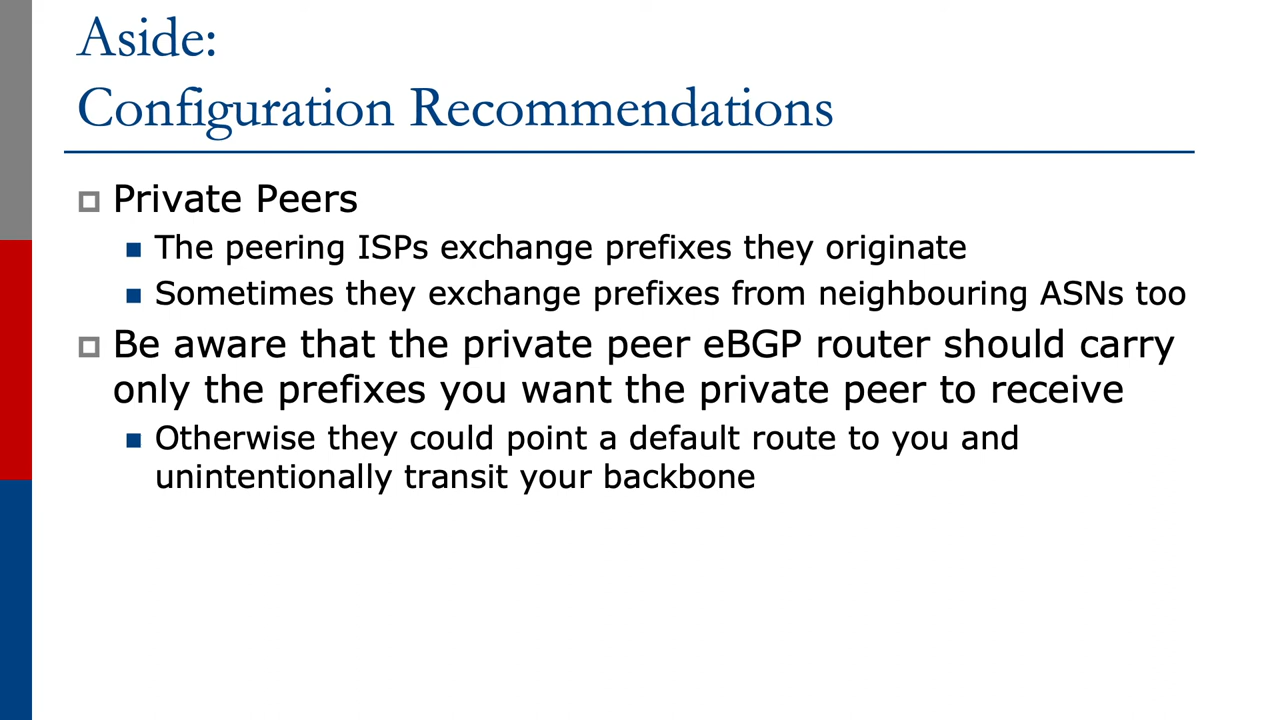 Aside:
Configuration Recommendations
Private Peers
The peering ISPs exchange prefixes they originate
Sometimes they exchange prefixes from neighbouring ASNs too
Be aware that the private peer eBGP router should carry
only the prefixes you want the private peer to receive
Otherwise they could point a default route to you and
unintentionally transit your backbone